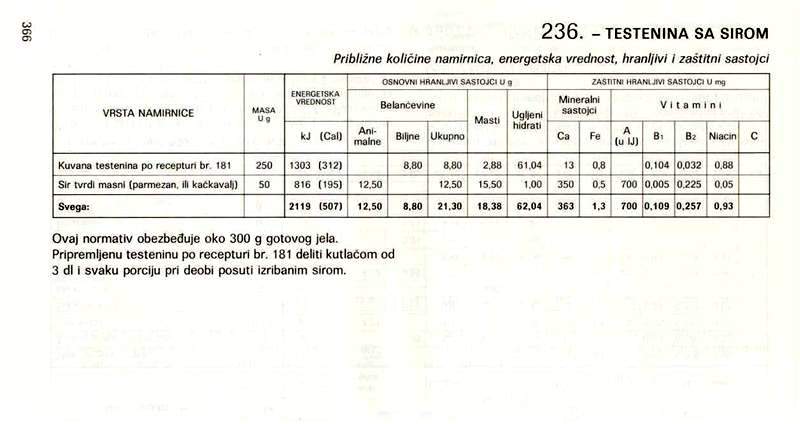 366
236. – TESTENINA SA SIROM
Približne količine namirnica, energetska vrednost, hranljivi i zaštitni sastojci
VRSTA NAMIRNICE MASA U g ENERGETSKA VREDNOST OSNOVNI HRANLJIVI SASTOJCI U g ZAŠTITNI HRANLJIVI SASTOJCI U mg
Belančevine Masti Ugljeni hidrati Mineralni sastojci Vitamini
kJ (Cal) Ani-malne Biljne Ukupno Ca Fe A (u IJ) B1 B2 Niacin C
Kuvana testenina po recepturi br. 181 250 1303 (312) 8,80 8,80 2,88 61,04 13 0,8 0,104 0,032 0,88
Sir tvrdi masni (parmezan, ili kačkavalj) 50 816 (195) 12,50 12,50 15,50 1,00 350 0,5 700 0,005 0,225 0,05
Svega: 2119 (507) 12,50 8,80 21,30 18,38 62,04 363 1,3 700 0,109 0,257 0,93
Ovaj normativ obezbeđuje oko 300 g gotovog jela.
Pripremljenu testeninu po recepturi br. 181 deliti kutlačom od
3 dl i svaku porciju pri deobi posuti izribanim sirom.